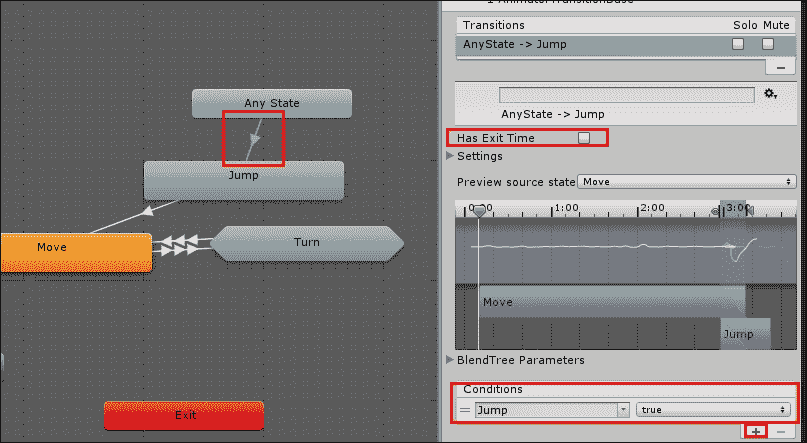 1 AnimatorTransitionBase
Transitions Solo Mute
AnyState -> Jump
AnyState -> Jump
Has Exit Time
Settings
Preview source state Move
0:00 1:00 2:00 3:00
Move
Jump
BlendTree Parameters
Conditions
Jump true
Any State
Jump
Move
Turn
Exit